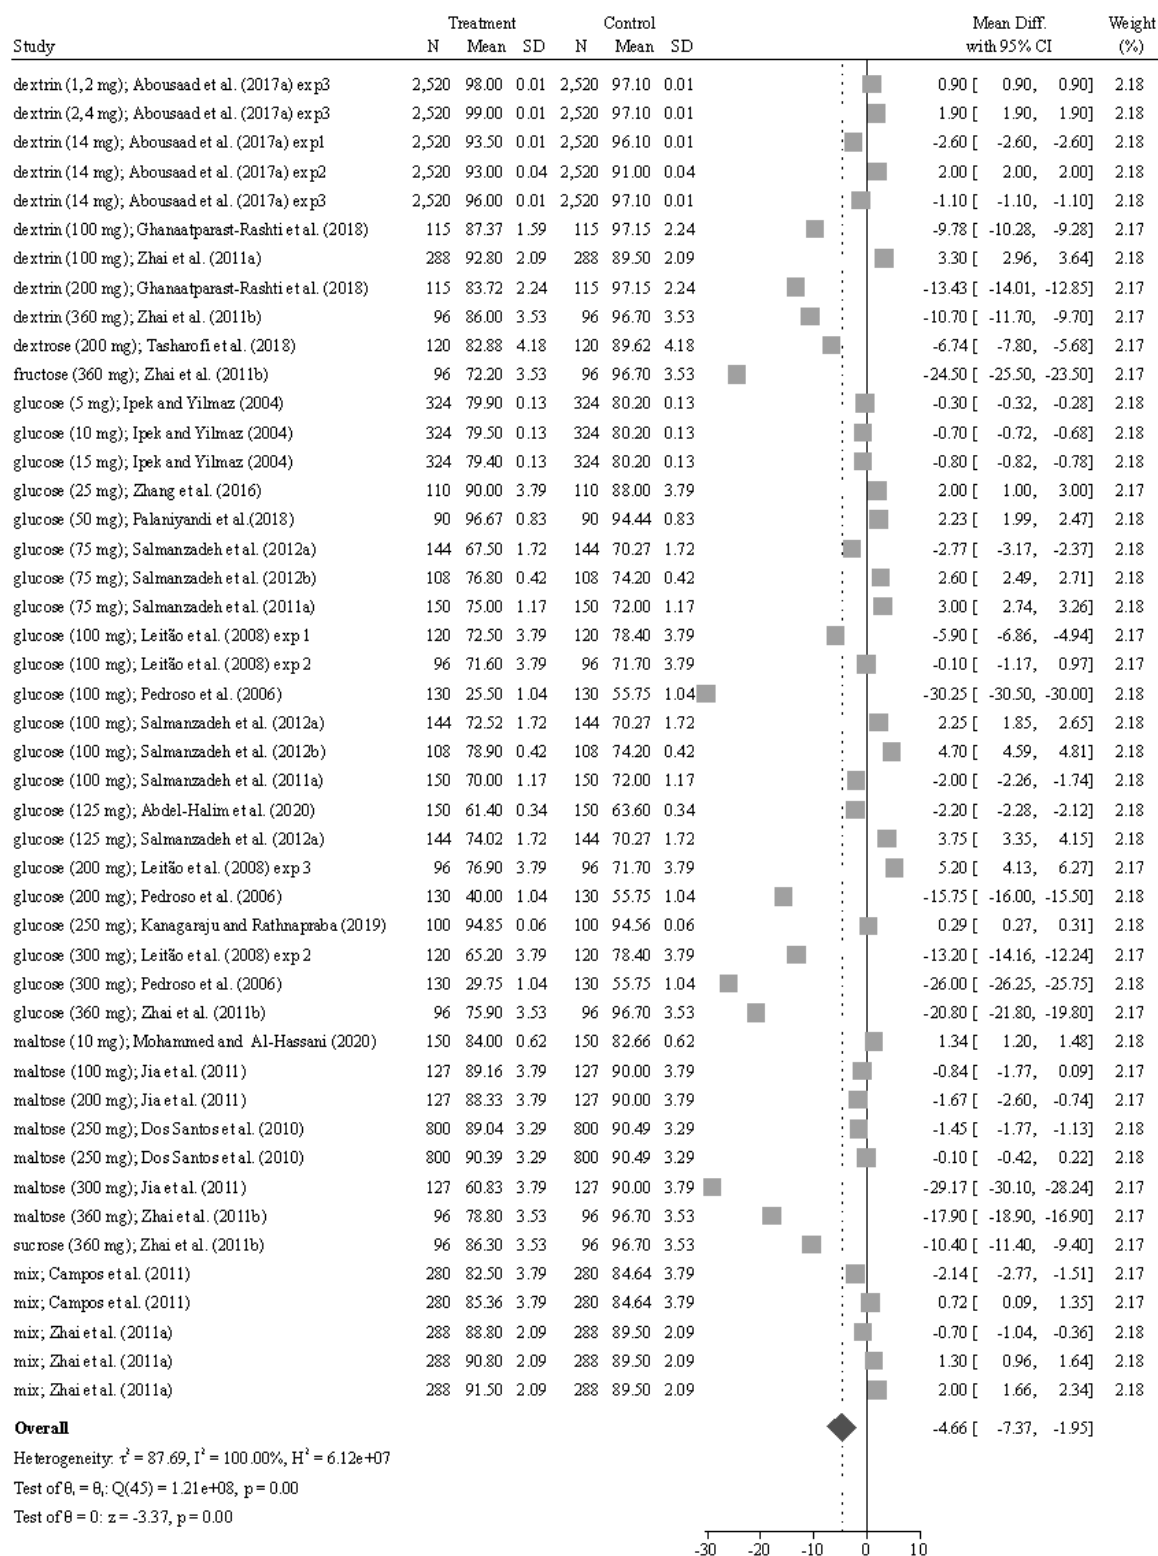 Treatment Control Mean Diff. Weight
Study N Mean SD N Mean SD with 95% CI (%)
dextrin (1,2 mg); Abousaad et al. (2017a) exp3 2,520 98.00 0.01 2,520 97.10 0.01 0.90 [ 0.90, 0.90] 2.18
dextrin (2,4 mg); Abousaad et al. (2017a) exp3 2,520 99.00 0.01 2,520 97.10 0.01 1.90 [ 1.90, 1.90] 2.18
dextrin (14 mg); Abousaad et al. (2017a) exp1 2,520 93.50 0.01 2,520 96.10 0.01 -2.60 [ -2.60, -2.60] 2.18
dextrin (14 mg); Abousaad et al. (2017a) exp2 2,520 93.00 0.04 2,520 91.00 0.04 2.00 [ 2.00, 2.00] 2.18
dextrin (14 mg); Abousaad et al. (2017a) exp3 2,520 96.00 0.01 2,520 97.10 0.01 -1.10 [ -1.10, -1.10] 2.18
dextrin (100 mg); Ghanaatparast-Rashti et al. (2018) 115 87.37 1.59 115 97.15 2.24 -9.78 [ -10.28, -9.28] 2.17
dextrin (100 mg); Zhai et al. (2011a) 288 92.80 2.09 288 89.50 2.09 3.30 [ 2.96, 3.64] 2.18
dextrin (200 mg); Ghanaatparast-Rashti et al. (2018) 115 83.72 2.24 115 97.15 2.24 -13.43 [ -14.01, -12.85] 2.17
dextrin (360 mg); Zhai et al. (2011b) 96 86.00 3.53 96 96.70 3.53 -10.70 [ -11.70, -9.70] 2.17
dextrose (200 mg); Tasharofi et al. (2018) 120 82.88 4.18 120 89.62 4.18 -6.74 [ -7.80, -5.68] 2.17
fructose (360 mg); Zhai et al. (2011b) 96 72.20 3.53 96 96.70 3.53 -24.50 [ -25.50, -23.50] 2.17
glucose (5 mg); Ipek and Yilmaz (2004) 324 79.90 0.13 324 80.20 0.13 -0.30 [ -0.32, -0.28] 2.18
glucose (10 mg); Ipek and Yilmaz (2004) 324 79.50 0.13 324 80.20 0.13 -0.70 [ -0.72, -0.68] 2.18
glucose (15 mg); Ipek and Yilmaz (2004) 324 79.40 0.13 324 80.20 0.13 -0.80 [ -0.82, -0.78] 2.18
glucose (25 mg); Zhang et al. (2016) 110 90.00 3.79 110 88.00 3.79 2.00 [ 1.00, 3.00] 2.17
glucose (50 mg); Palaniyandi et al.(2018) 90 96.67 0.83 90 94.44 0.83 2.23 [ 1.99, 2.47] 2.18
glucose (75 mg); Salmanzadeh et al. (2012a) 144 67.50 1.72 144 70.27 1.72 -2.77 [ -3.17, -2.37] 2.18
glucose (75 mg); Salmanzadeh et al. (2012b) 108 76.80 0.42 108 74.20 0.42 2.60 [ 2.49, 2.71] 2.18
glucose (75 mg); Salmanzadeh et al. (2011a) 150 75.00 1.17 150 72.00 1.17 3.00 [ 2.74, 3.26] 2.18
glucose (100 mg); Leitão et al. (2008) exp 1 120 72.50 3.79 120 78.40 3.79 -5.90 [ -6.86, -4.94] 2.17
glucose (100 mg); Leitão et al. (2008) exp 2 96 71.60 3.79 96 71.70 3.79 -0.10 [ -1.17, 0.97] 2.17
glucose (100 mg); Pedroso et al. (2006) 130 25.50 1.04 130 55.75 1.04 -30.25 [ -30.50, -30.00] 2.18
glucose (100 mg); Salmanzadeh et al. (2012a) 144 72.52 1.72 144 70.27 1.72 2.25 [ 1.85, 2.65] 2.18
glucose (100 mg); Salmanzadeh et al. (2012b) 108 78.90 0.42 108 74.20 0.42 4.70 [ 4.59, 4.81] 2.18
glucose (100 mg); Salmanzadeh et al. (2011a) 150 70.00 1.17 150 72.00 1.17 -2.00 [ -2.26, -1.74] 2.18
glucose (125 mg); Abdel-Halim et al. (2020) 150 61.40 0.34 150 63.60 0.34 -2.20 [ -2.28, -2.12] 2.18
glucose (125 mg); Salmanzadeh et al. (2012a) 144 74.02 1.72 144 70.27 1.72 3.75 [ 3.35, 4.15] 2.18
glucose (200 mg); Leitão et al. (2008) exp 3 96 76.90 3.79 96 71.70 3.79 5.20 [ 4.13, 6.27] 2.17
glucose (200 mg); Pedroso et al. (2006) 130 40.00 1.04 130 55.75 1.04 -15.75 [ -16.00, -15.50] 2.18
glucose (250 mg); Kanagaraju and Rathnapraba (2019) 100 94.85 0.06 100 94.56 0.06 0.29 [ 0.27, 0.31] 2.18
glucose (300 mg); Leitão et al. (2008) exp 2 120 65.20 3.79 120 78.40 3.79 -13.20 [ -14.16, -12.24] 2.17
glucose (300 mg); Pedroso et al. (2006) 130 29.75 1.04 130 55.75 1.04 -26.00 [ -26.25, -25.75] 2.18
glucose (360 mg); Zhai et al. (2011b) 96 75.90 3.53 96 96.70 3.53 -20.80 [ -21.80, -19.80] 2.17
maltose (10 mg); Mohammed and Al-Hassani (2020) 150 84.00 0.62 150 82.66 0.62 1.34 [ 1.20, 1.48] 2.18
maltose (100 mg); Jia et al. (2011) 127 89.16 3.79 127 90.00 3.79 -0.84 [ -1.77, 0.09] 2.17
maltose (200 mg); Jia et al. (2011) 127 88.33 3.79 127 90.00 3.79 -1.67 [ -2.60, -0.74] 2.17
maltose (250 mg); Dos Santos et al. (2010) 800 89.04 3.29 800 90.49 3.29 -1.45 [ -1.77, -1.13] 2.18
maltose (250 mg); Dos Santos et al. (2010) 800 90.39 3.29 800 90.49 3.29 -0.10 [ -0.42, 0.22] 2.18
maltose (300 mg); Jia et al. (2011) 127 60.83 3.79 127 90.00 3.79 -29.17 [ -30.10, -28.24] 2.17
maltose (360 mg); Zhai et al. (2011b) 96 78.80 3.53 96 96.70 3.53 -17.90 [ -18.90, -16.90] 2.17
sucrose (360 mg); Zhai et al. (2011b) 96 86.30 3.53 96 96.70 3.53 -10.40 [ -11.40, -9.40] 2.17
mix; Campos et al. (2011) 280 82.50 3.79 280 84.64 3.79 -2.14 [ -2.77, -1.51] 2.17
mix; Campos et al. (2011) 280 85.36 3.79 280 84.64 3.79 0.72 [ 0.09, 1.35] 2.17
mix; Zhai et al. (2011a) 288 88.80 2.09 288 89.50 2.09 -0.70 [ -1.04, -0.36] 2.18
mix; Zhai et al. (2011a) 288 90.80 2.09 288 89.50 2.09 1.30 [ 0.96, 1.64] 2.18
mix; Zhai et al. (2011a) 288 91.50 2.09 288 89.50 2.09 2.00 [ 1.66, 2.34] 2.18
Overall -4.66 [ -7.37, -1.95]
Heterogeneity: τ² = 87.69, I² = 100.00%, H² = 6.12e+07
Test of θᵢ = θⱼ: Q(45) = 1.21e+08, p = 0.00
Test of θ = 0: z = -3.37, p = 0.00
-30 -20 -10 0 10